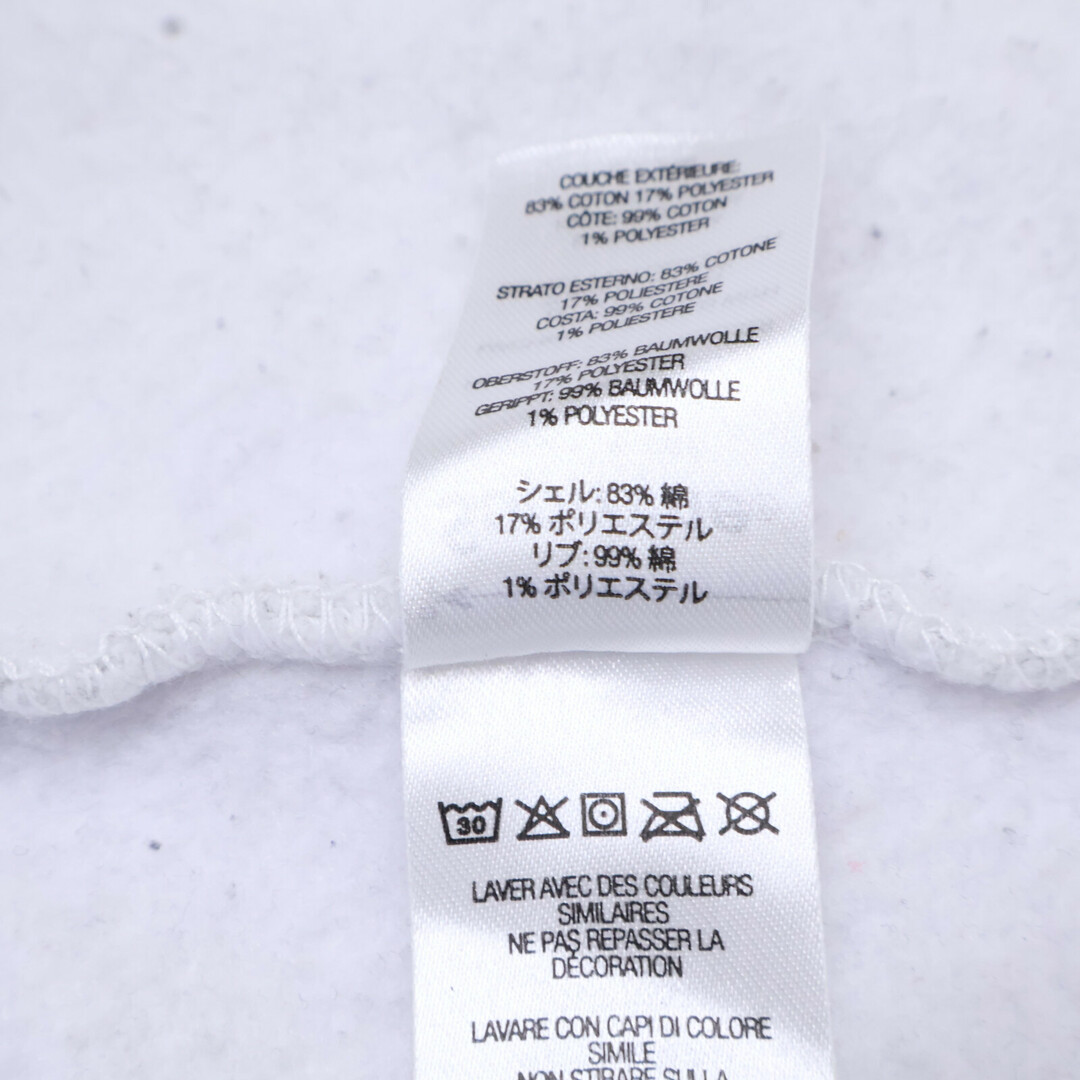 COUCHE EXTÉRIEURE:
83% COTON 17% POLYESTER
CÔTE: 99% COTON
1% POLYESTER
STRATO ESTERNO: 83% COTONE
17% POLIESTERE
COSTA: 99% COTONE
1% POLIESTERE
OBERSTOFF: 83% BAUMWOLLE
17% POLYESTER
GERIPPT: 99% BAUMWOLLE
1% POLYESTER
シェル: 83% 綿
17% ポリエステル
リブ: 99% 綿
1% ポリエステル
30
LAVER AVEC DES COULEURS
SIMILAIRES
NE PAS REPASSER LA
DÉCORATION
LAVARE CON CAPI DI COLORE
SIMILE
NON STIRARE SULLA